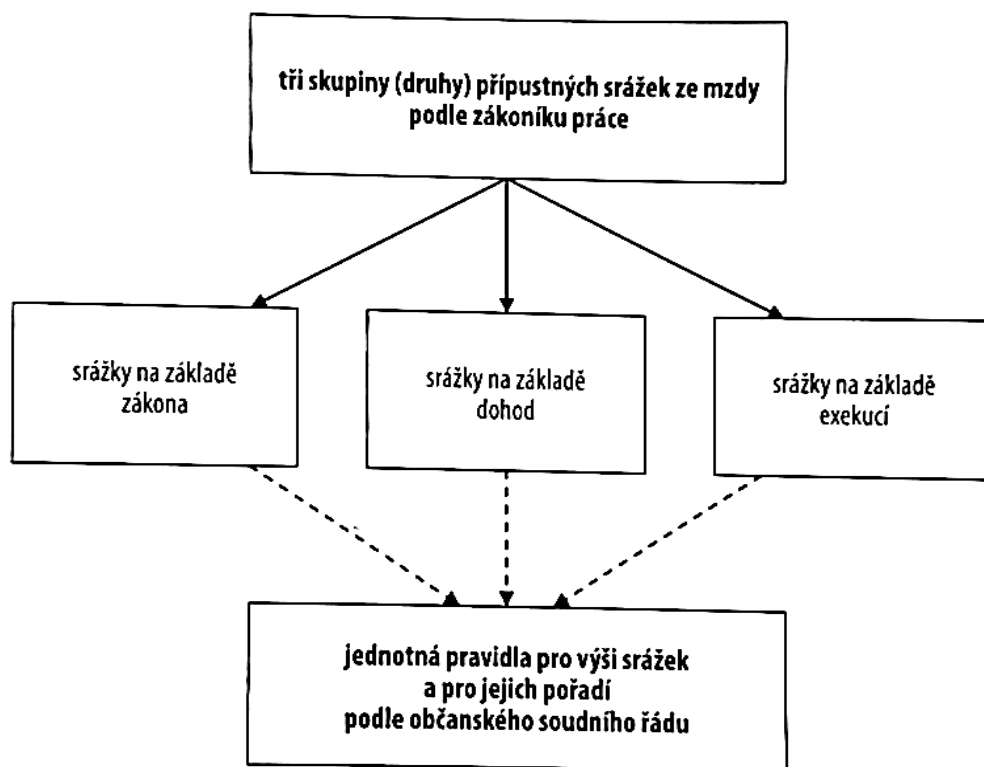 tři skupiny (druhy) přípustných srážek ze mzdy
podle zákoníku práce
srážky na základě
zákona
srážky na základě
dohod
srážky na základě
exekucí
jednotná pravidla pro výši srážek
a pro jejich pořadí
podle občanského soudního řádu